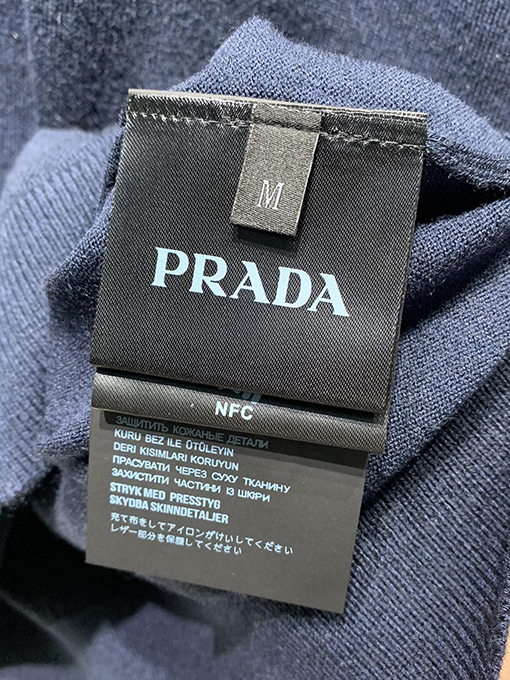 M
PRADA
NFC
ЗАЩИТИТЬ КОЖАНЫЕ ДЕТАЛИ
KURU BEZ ILE ÜTÜLEYIN
DERI KISIMLARI KORUYUN
ПРАСУВАТИ ЧЕРЕЗ СУХУ ТКАНИНУ
ЗАХИСТИТИ ЧАСТИНИ ІЗ ШКІРИ
STRYK MED PRESSTYG
SKYDDA SKINNDETALJER
充て布をしてアイロンがけしてください
レザー部分を保護してください